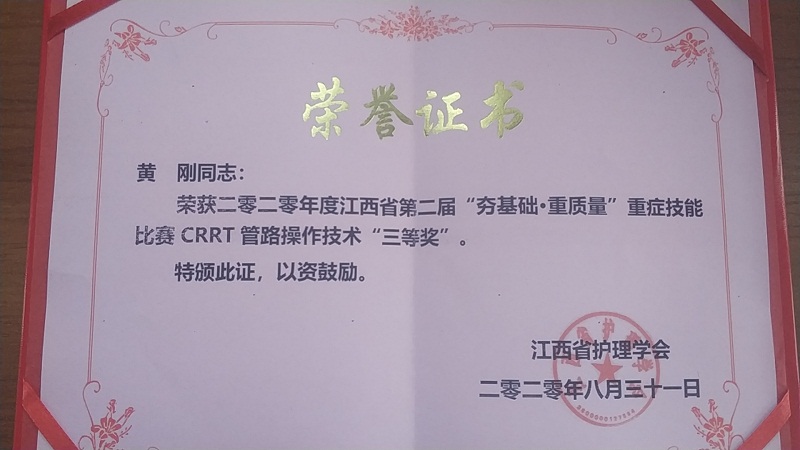 荣誉证书
黄 刚同志：
荣获二零二零年度江西省第二届“夯基础·重质量”重症技能
比赛 CRRT 管路操作技术“三等奖”。
特颁此证，以资鼓励。
江西省护理学会
二零二零年八月三十一日